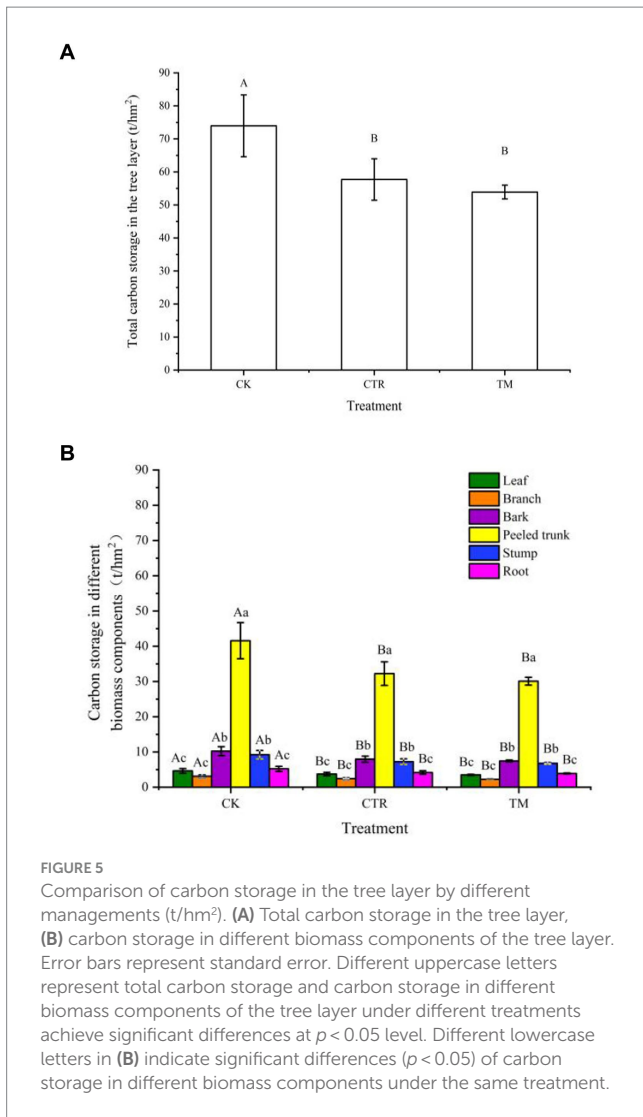 A
Total carbon storage in the tree layer (t/hm²)
90
80
70
60
50
40
30
20
10
0
A
B
B
CK
CTR
TM
Treatment
B
Carbon storage in different
biomass components (t/hm²)
90
80
70
60
50
40
30
20
10
0
Leaf
Branch
Bark
Peeled trunk
Stump
Root
Ac
Ac
Ab
Aa
Ab
Ac
Bc
Bc
Bb
Ba
Bb
Bc
Bc
Bc
Bb
Ba
Bb
Bc
CK
CTR
TM
Treatment
FIGURE 5
Comparison of carbon storage in the tree layer by different
managements (t/hm²). (A) Total carbon storage in the tree layer,
(B) carbon storage in different biomass components of the tree layer.
Error bars represent standard error. Different uppercase letters
represent total carbon storage and carbon storage in different
biomass components of the tree layer under different treatments
achieve significant differences at p < 0.05 level. Different lowercase
letters in (B) indicate significant differences (p < 0.05) of carbon
storage in different biomass components under the same treatment.